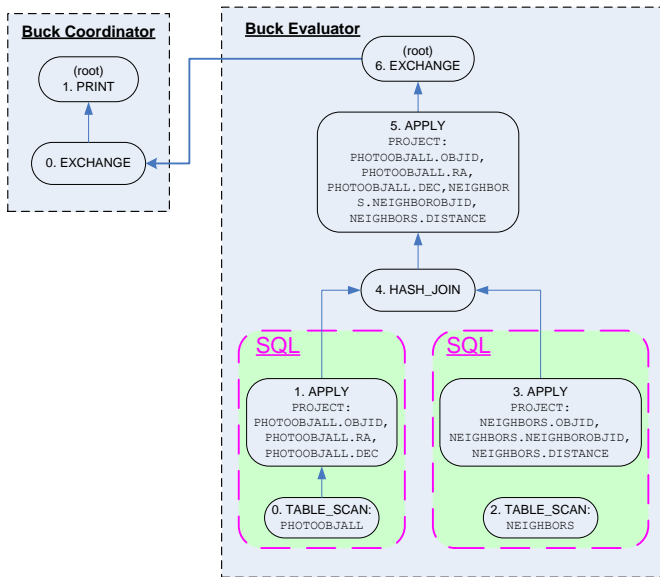 Buck Coordinator
(root)
1. PRINT
0. EXCHANGE
Buck Evaluator
(root)
6. EXCHANGE
5. APPLY
PROJECT:
PHOTOOBJALL.OBJID,
PHOTOOBJALL.RA,
PHOTOOBJALL.DEC,NEIGHBOR
S.NEIGHBOROBJID,
NEIGHBORS.DISTANCE
4. HASH_JOIN
SQL
1. APPLY
PROJECT:
PHOTOOBJALL.OBJID,
PHOTOOBJALL.RA,
PHOTOOBJALL.DEC
0. TABLE_SCAN:
PHOTOOBJALL
SQL
3. APPLY
PROJECT:
NEIGHBORS.OBJID,
NEIGHBORS.NEIGHBOROBJID,
NEIGHBORS.DISTANCE
2. TABLE_SCAN:
NEIGHBORS